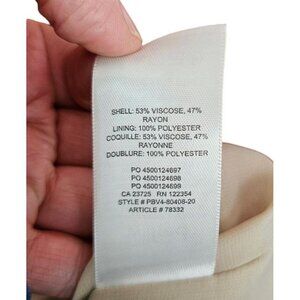 SHELL: 53% VISCOSE, 47%
RAYON
LINING: 100% POLYESTER
COQUILLE: 53% VISCOSE, 47%
RAYONNE
DOUBLURE: 100% POLYESTER
PO 4500124697
PO 4500124698
PO 4500124699
CA 23725 RN 122354
STYLE # PBV4-80408-20
ARTICLE # 78332